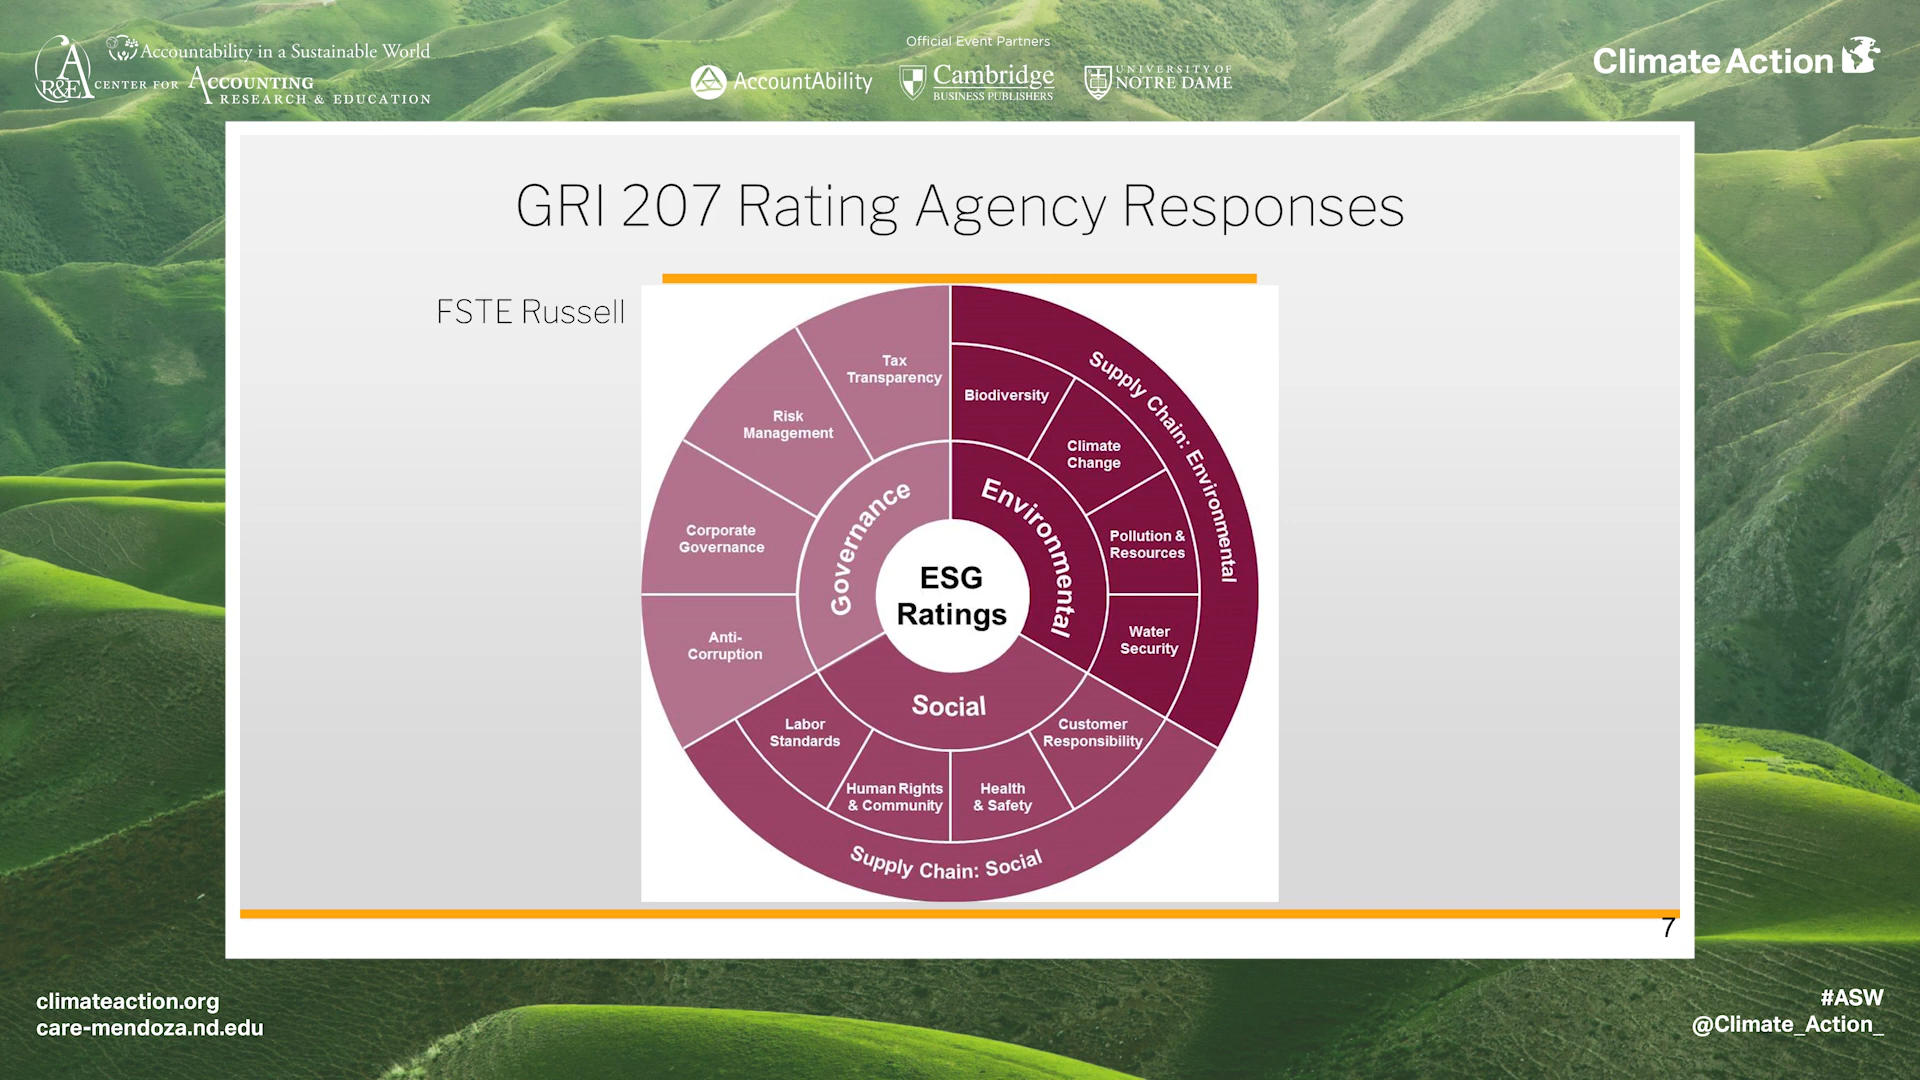 Accountability in a Sustainable World
CARE
CENTER FOR ACCOUNTING
RESEARCH & EDUCATION
Official Event Partners
AccountAbility
Cambridge
BUSINESS PUBLISHERS
UNIVERSITY OF
NOTRE DAME
Climate Action
GRI 207 Rating Agency Responses
FSTE Russell
Tax
Transparency
Risk
Management
Corporate
Governance
Anti-
Corruption
Governance
Biodiversity
Climate
Change
Pollution &
Resources
Water
Security
Environmental
Supply Chain: Environmental
ESG
Ratings
Social
Labor
Standards
Human Rights
& Community
Health
& Safety
Customer
Responsibility
Supply Chain: Social
7
climateaction.org
care-mendoza.nd.edu
#ASW
@Climate_Action_